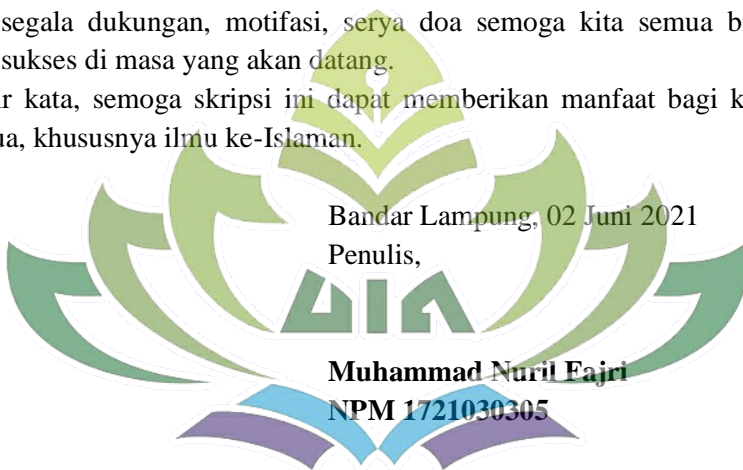 segala dukungan, motifasi, serya doa semoga kita semua b
sukses di masa yang akan datang.
r kata, semoga skripsi ini dapat memberikan manfaat bagi k
ua, khususnya ilmu ke-Islaman.
Bandar Lampung, 02 Juni 2021
Penulis,
UIN
Muhammad Nuril Fajri
NPM 1721030305